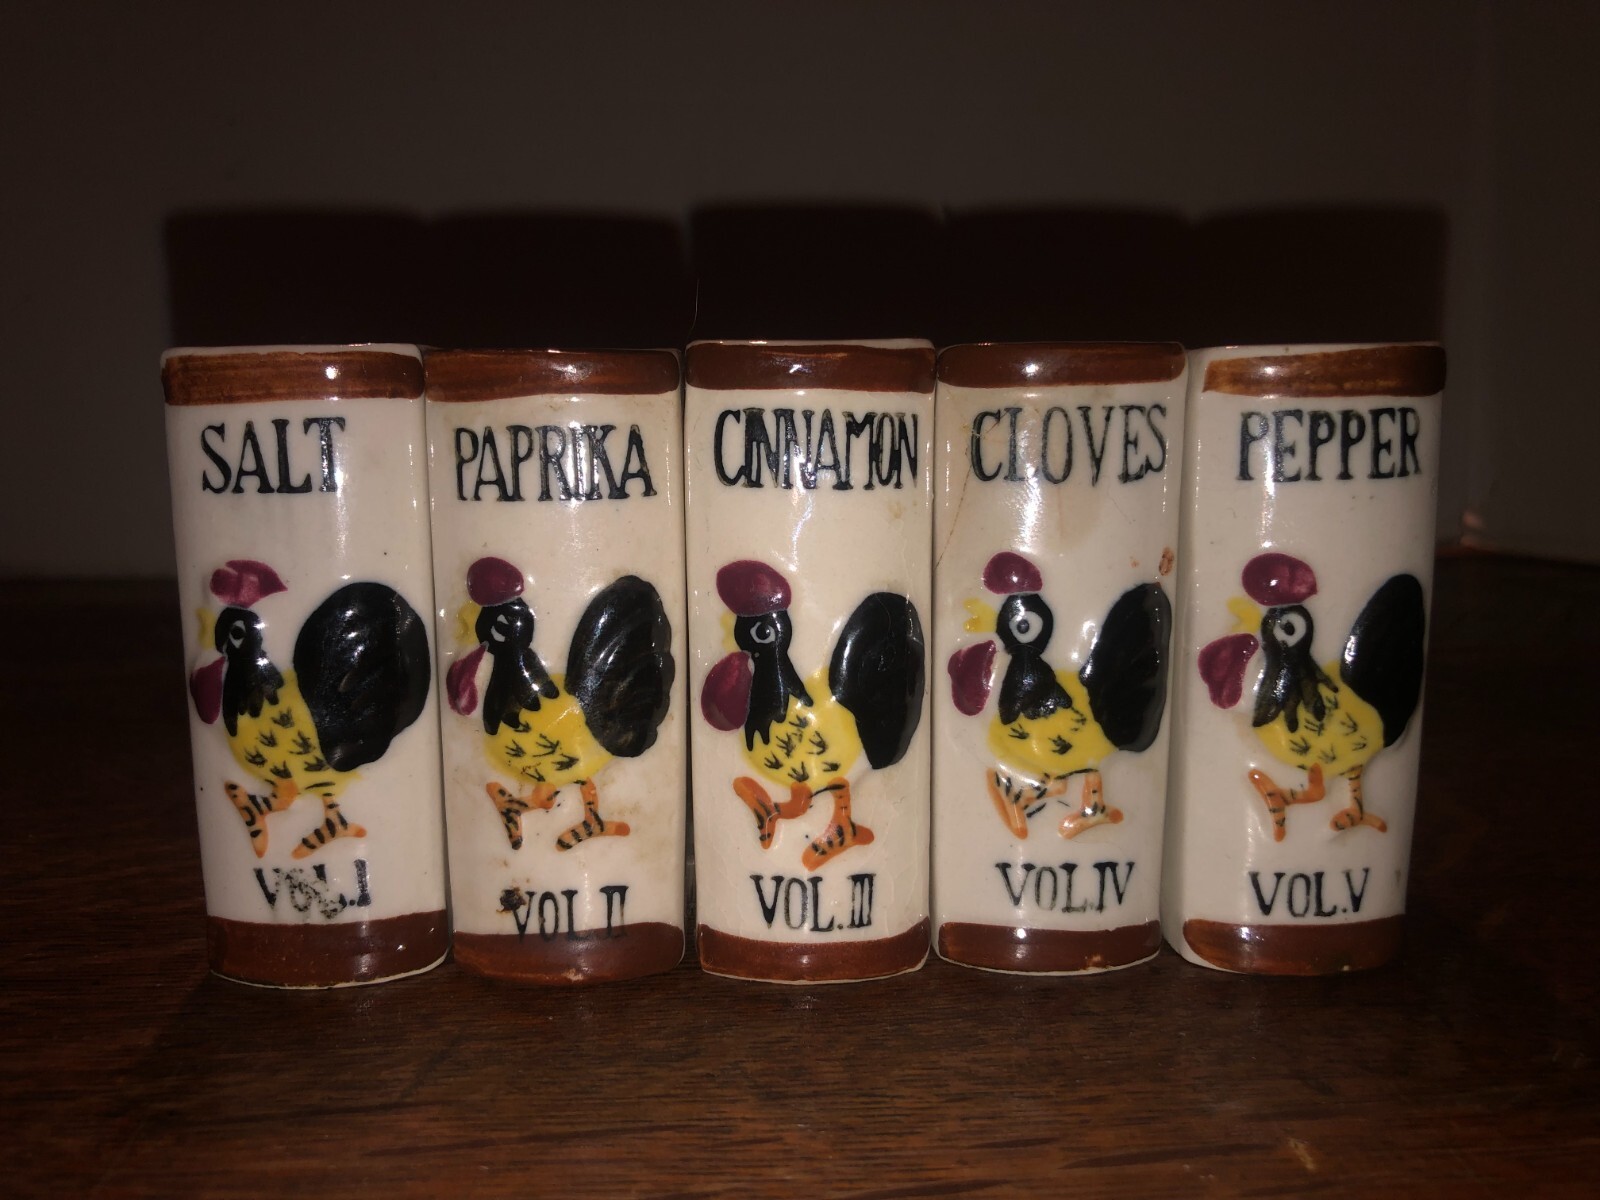 SALT
VOL.I
PAPRIKA
VOL II
CINNAMON
VOL.III
CLOVES
VOL.IV
PEPPER
VOL.V